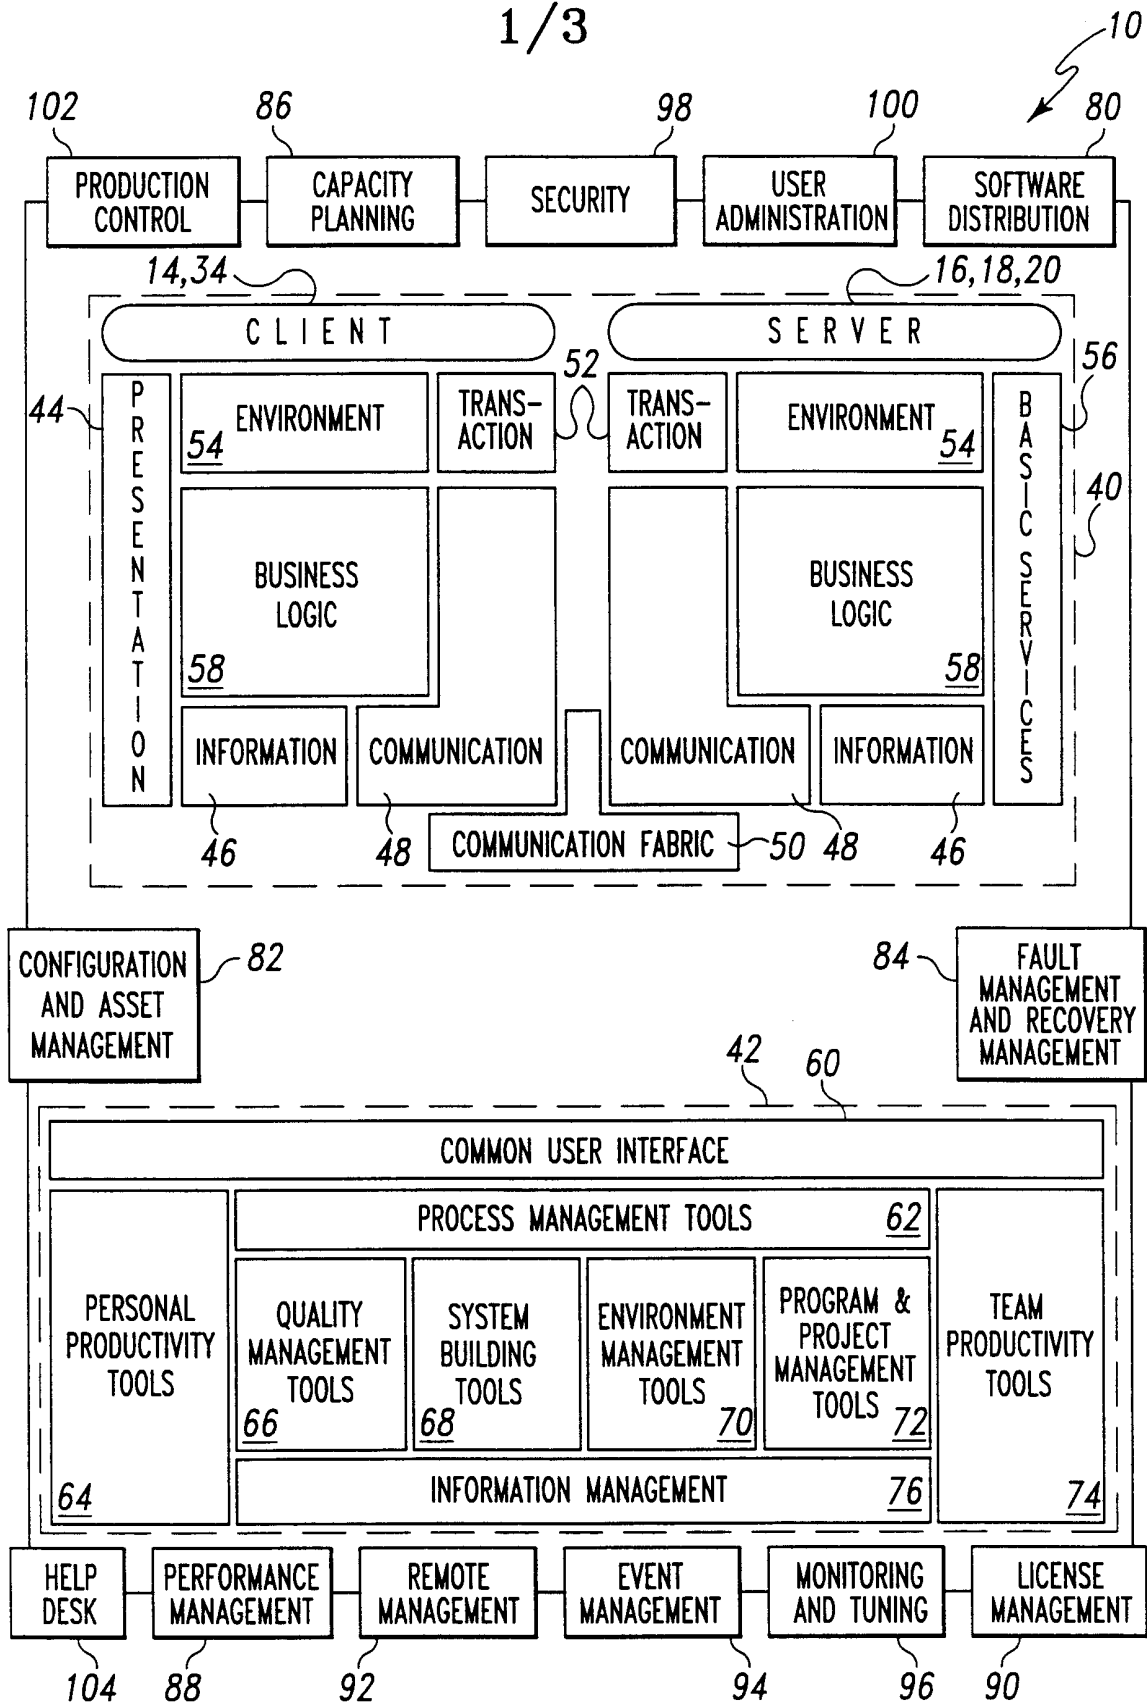 1/3
10
102
86
98
100
80
PRODUCTION
CONTROL
CAPACITY
PLANNING
SECURITY
USER
ADMINISTRATION
SOFTWARE
DISTRIBUTION
14,34
16,18,20
CLIENT
SERVER
44
PRESENTATION
ENVIRONMENT
54
TRANS-
ACTION
52
TRANS-
ACTION
ENVIRONMENT
54
BASIC SERVICES
56
40
BUSINESS
LOGIC
58
BUSINESS
LOGIC
58
INFORMATION
COMMUNICATION
COMMUNICATION
INFORMATION
46
48
COMMUNICATION FABRIC
50
48
46
CONFIGURATION
AND ASSET
MANAGEMENT
82
84
FAULT
MANAGEMENT
AND RECOVERY
MANAGEMENT
42
60
COMMON USER INTERFACE
PROCESS MANAGEMENT TOOLS 62
PERSONAL
PRODUCTIVITY
TOOLS
64
QUALITY
MANAGEMENT
TOOLS
66
SYSTEM
BUILDING
TOOLS
68
ENVIRONMENT
MANAGEMENT
TOOLS
70
PROGRAM &
PROJECT
MANAGEMENT
TOOLS
72
TEAM
PRODUCTIVITY
TOOLS
74
INFORMATION MANAGEMENT 76
HELP
DESK
PERFORMANCE
MANAGEMENT
REMOTE
MANAGEMENT
EVENT
MANAGEMENT
MONITORING
AND TUNING
LICENSE
MANAGEMENT
104
88
92
94
96
90